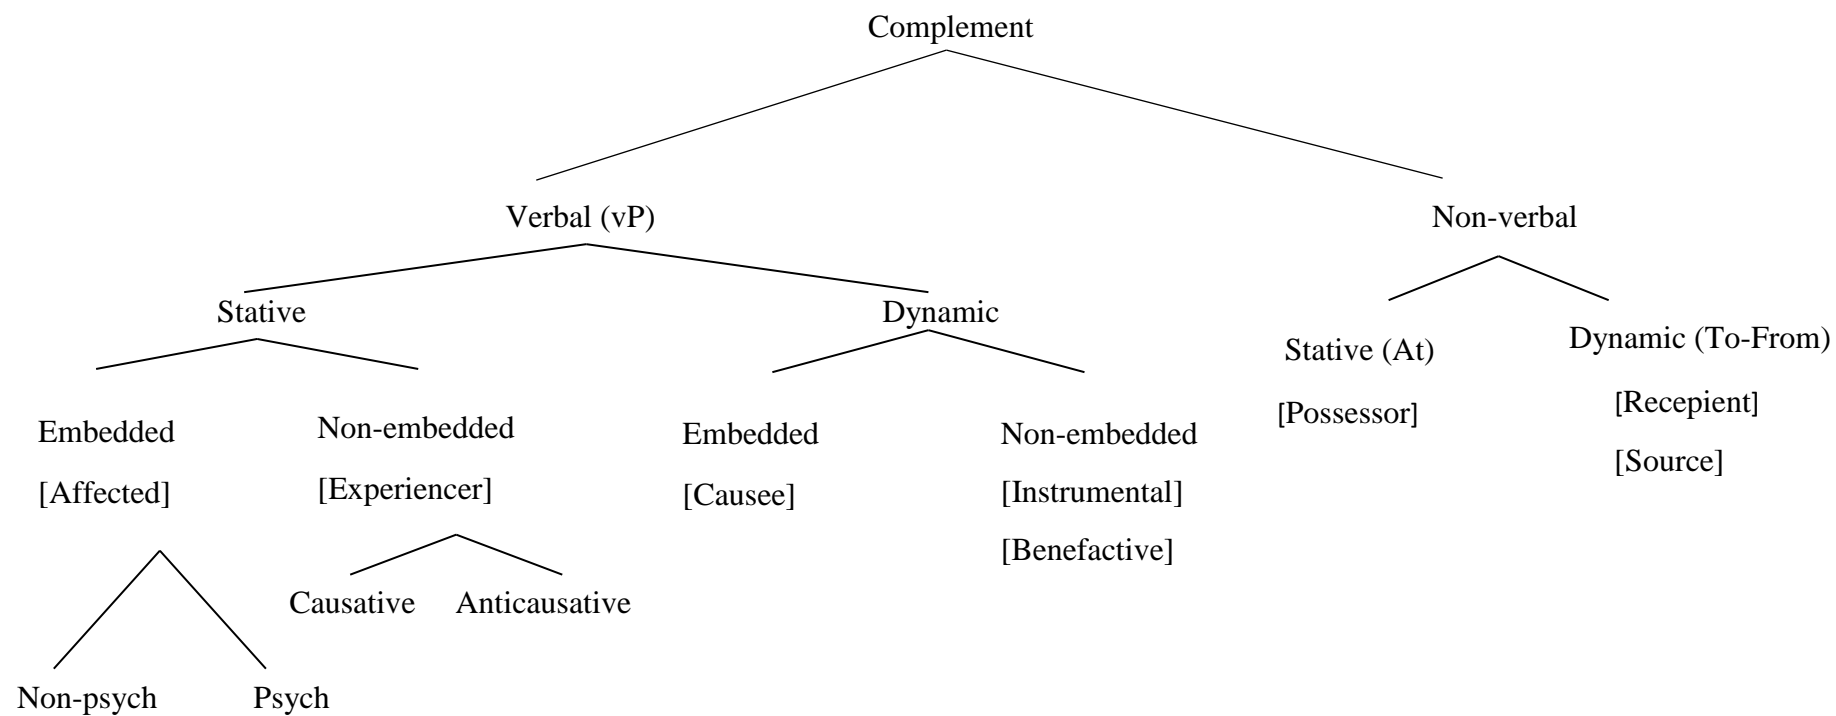 Complement
Verbal (vP)
Non-verbal
Stative
Dynamic
Stative (At)
Dynamic (To-From)
[Possessor]
[Recepient]
[Source]
Embedded
Non-embedded
Embedded
Non-embedded
[Affected]
[Experiencer]
[Causee]
[Instrumental]
[Benefactive]
Causative
Anticausative
Non-psych
Psych